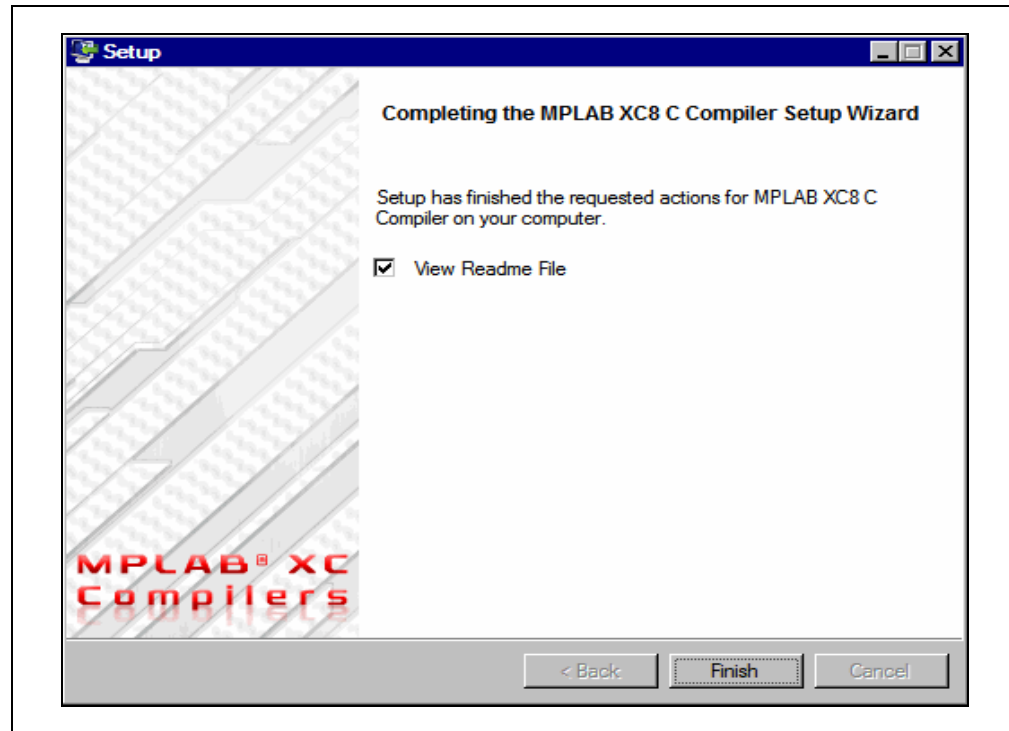 Setup
Completing the MPLAB XC8 C Compiler Setup Wizard
Setup has finished the requested actions for MPLAB XC8 C
Compiler on your computer.
View Readme File
MPLAB® XC
Compilers
< Back
Finish
Cancel